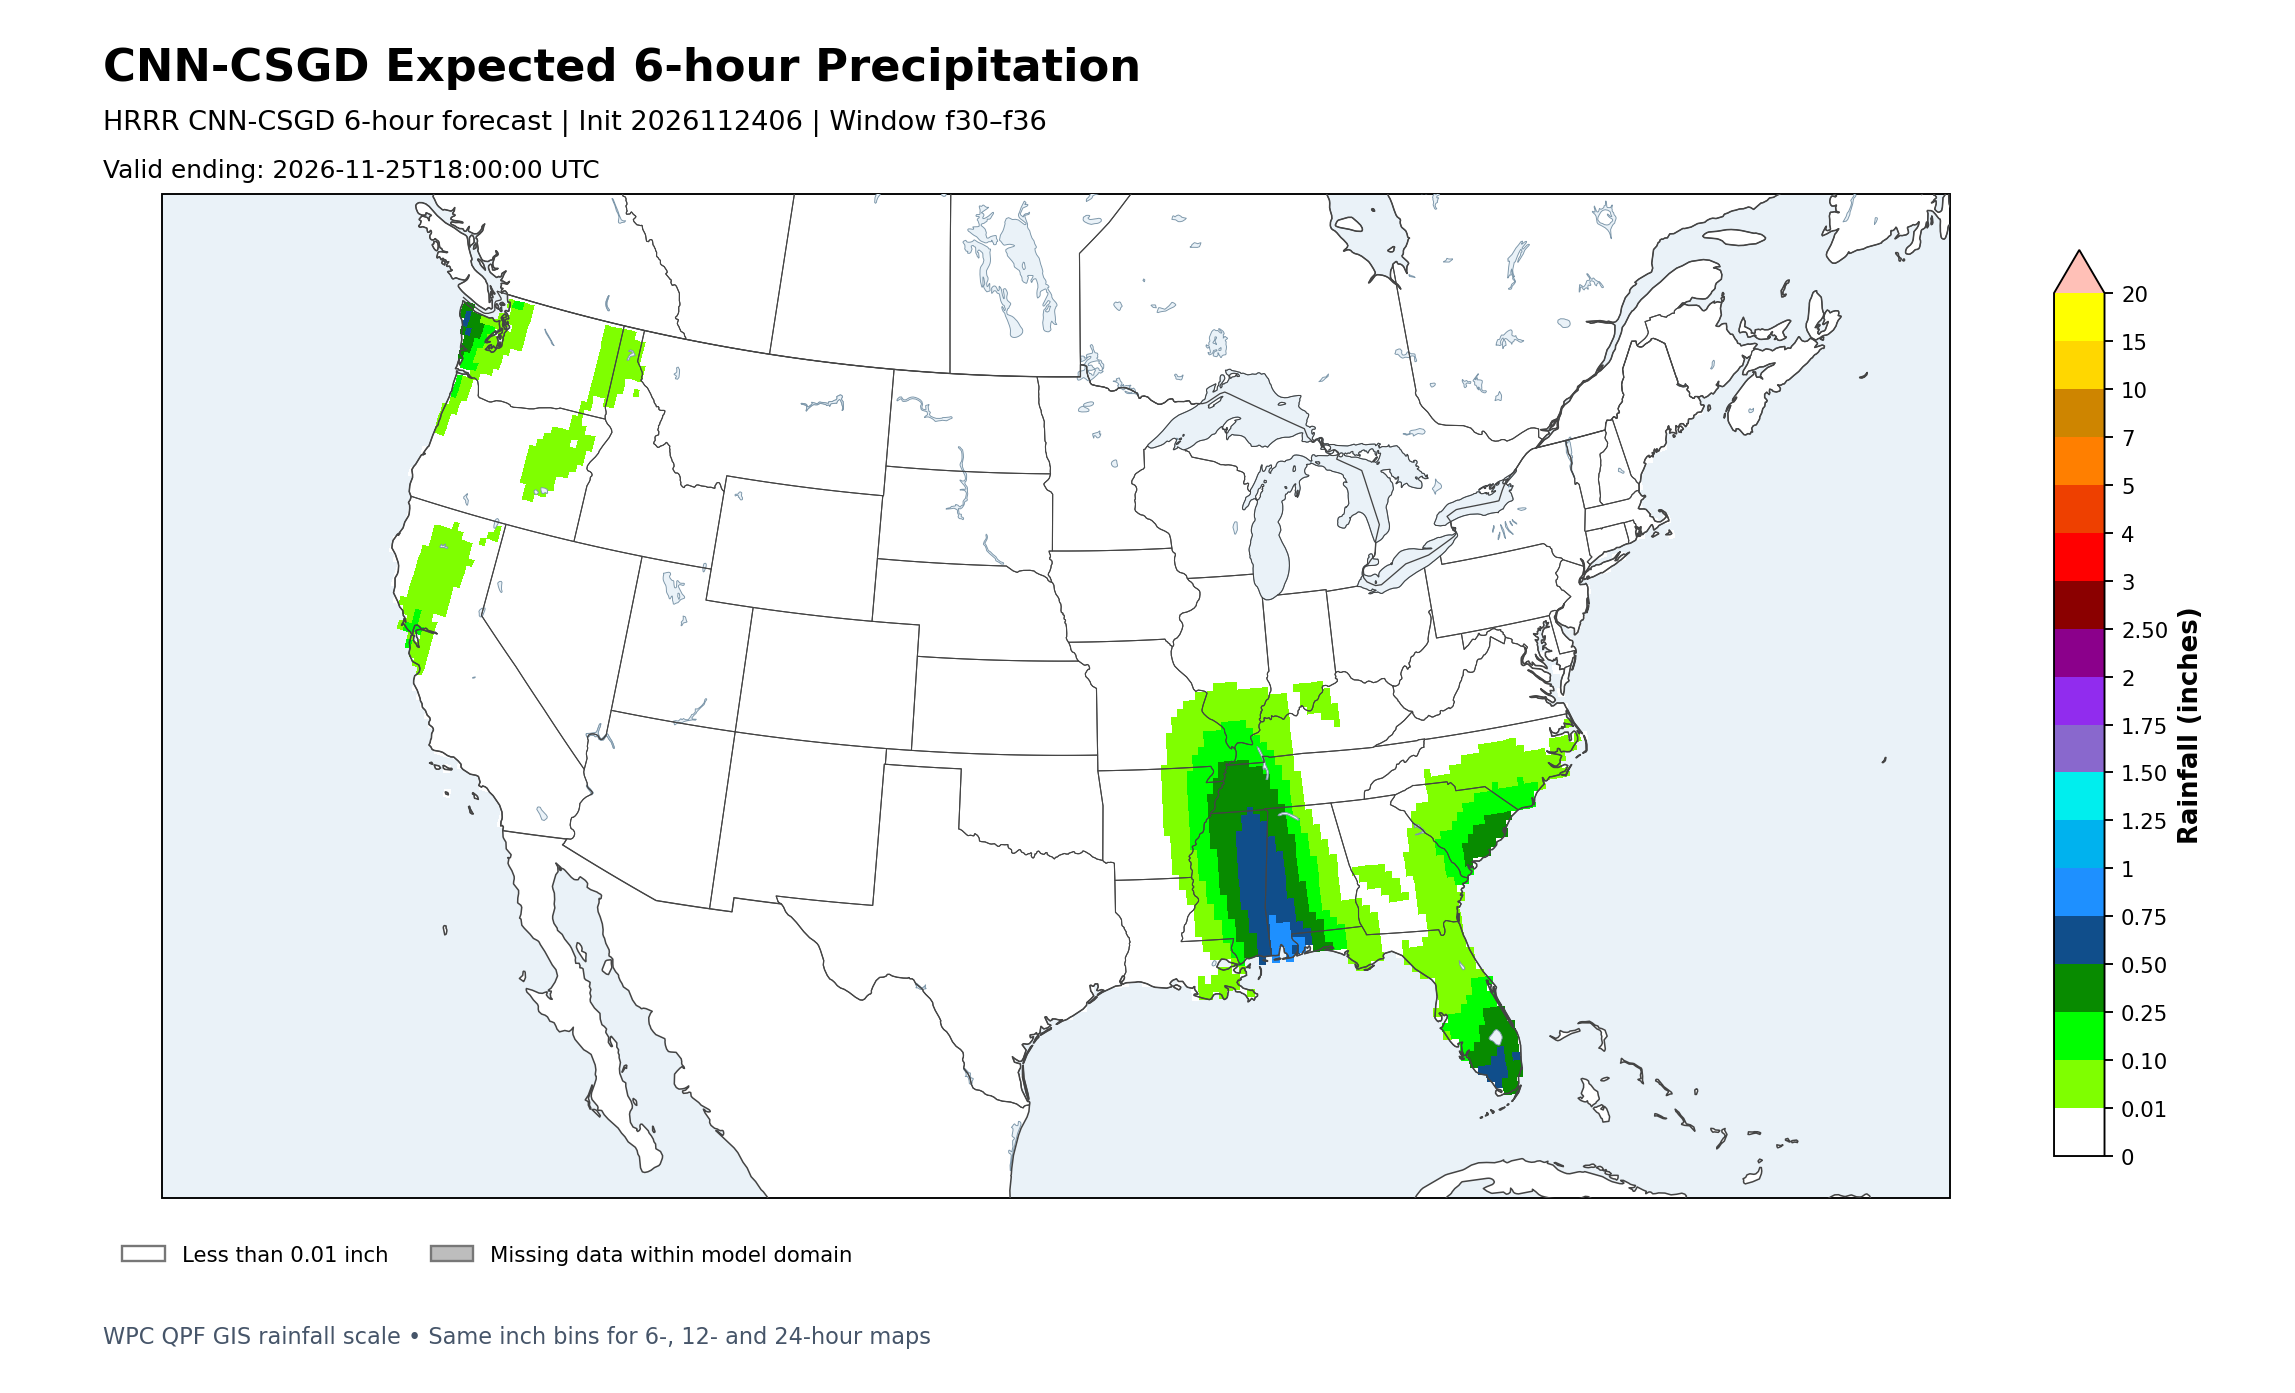 CNN-CSGD Expected 6-hour Precipitation
HRRR CNN-CSGD 6-hour forecast | Init 2026112406 | Window f30–f36
Valid ending: 2026-11-25T18:00:00 UTC
20
15
10
7
5
4
3
2.50
2
1.75
1.50
1.25
1
0.75
0.50
0.25
0.10
0.01
0
Rainfall (inches)
Less than 0.01 inch
Missing data within model domain
WPC QPF GIS rainfall scale • Same inch bins for 6-, 12- and 24-hour maps